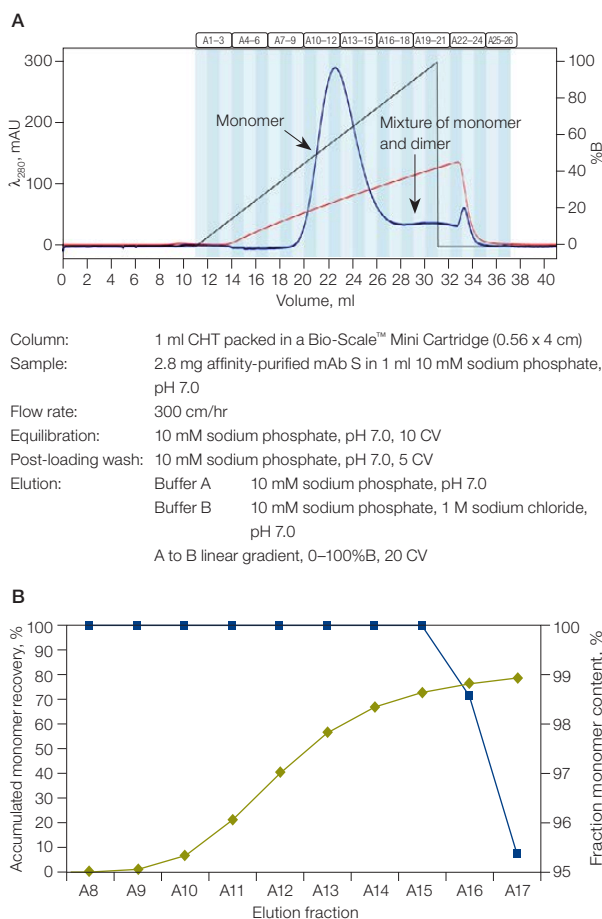 A
A1–3 A4–6 A7–9 A10–12 A13–15 A16–18 A19–21 A22–24 A25-26
300 100
80
200 60
100 40
20
0 0
λ280, mAU
%B
Monomer
Mixture of monomer
and dimer
0 2 4 6 8 10 12 14 16 18 20 22 24 26 28 30 32 34 36 38 40
Volume, ml
Column: 1 ml CHT packed in a Bio-Scale™ Mini Cartridge (0.56 x 4 cm)
Sample: 2.8 mg affinity-purified mAb S in 1 ml 10 mM sodium phosphate,
pH 7.0
Flow rate: 300 cm/hr
Equilibration: 10 mM sodium phosphate, pH 7.0, 10 CV
Post-loading wash: 10 mM sodium phosphate, pH 7.0, 5 CV
Elution: Buffer A 10 mM sodium phosphate, pH 7.0
Buffer B 10 mM sodium phosphate, 1 M sodium chloride,
pH 7.0
A to B linear gradient, 0–100%B, 20 CV
B
100 100
90
80 99
70
60 98
50
40 97
30
20 96
10
0 95
Accumulated monomer recovery, %
Fraction monomer content, %
A8 A9 A10 A11 A12 A13 A14 A15 A16 A17
Elution fraction